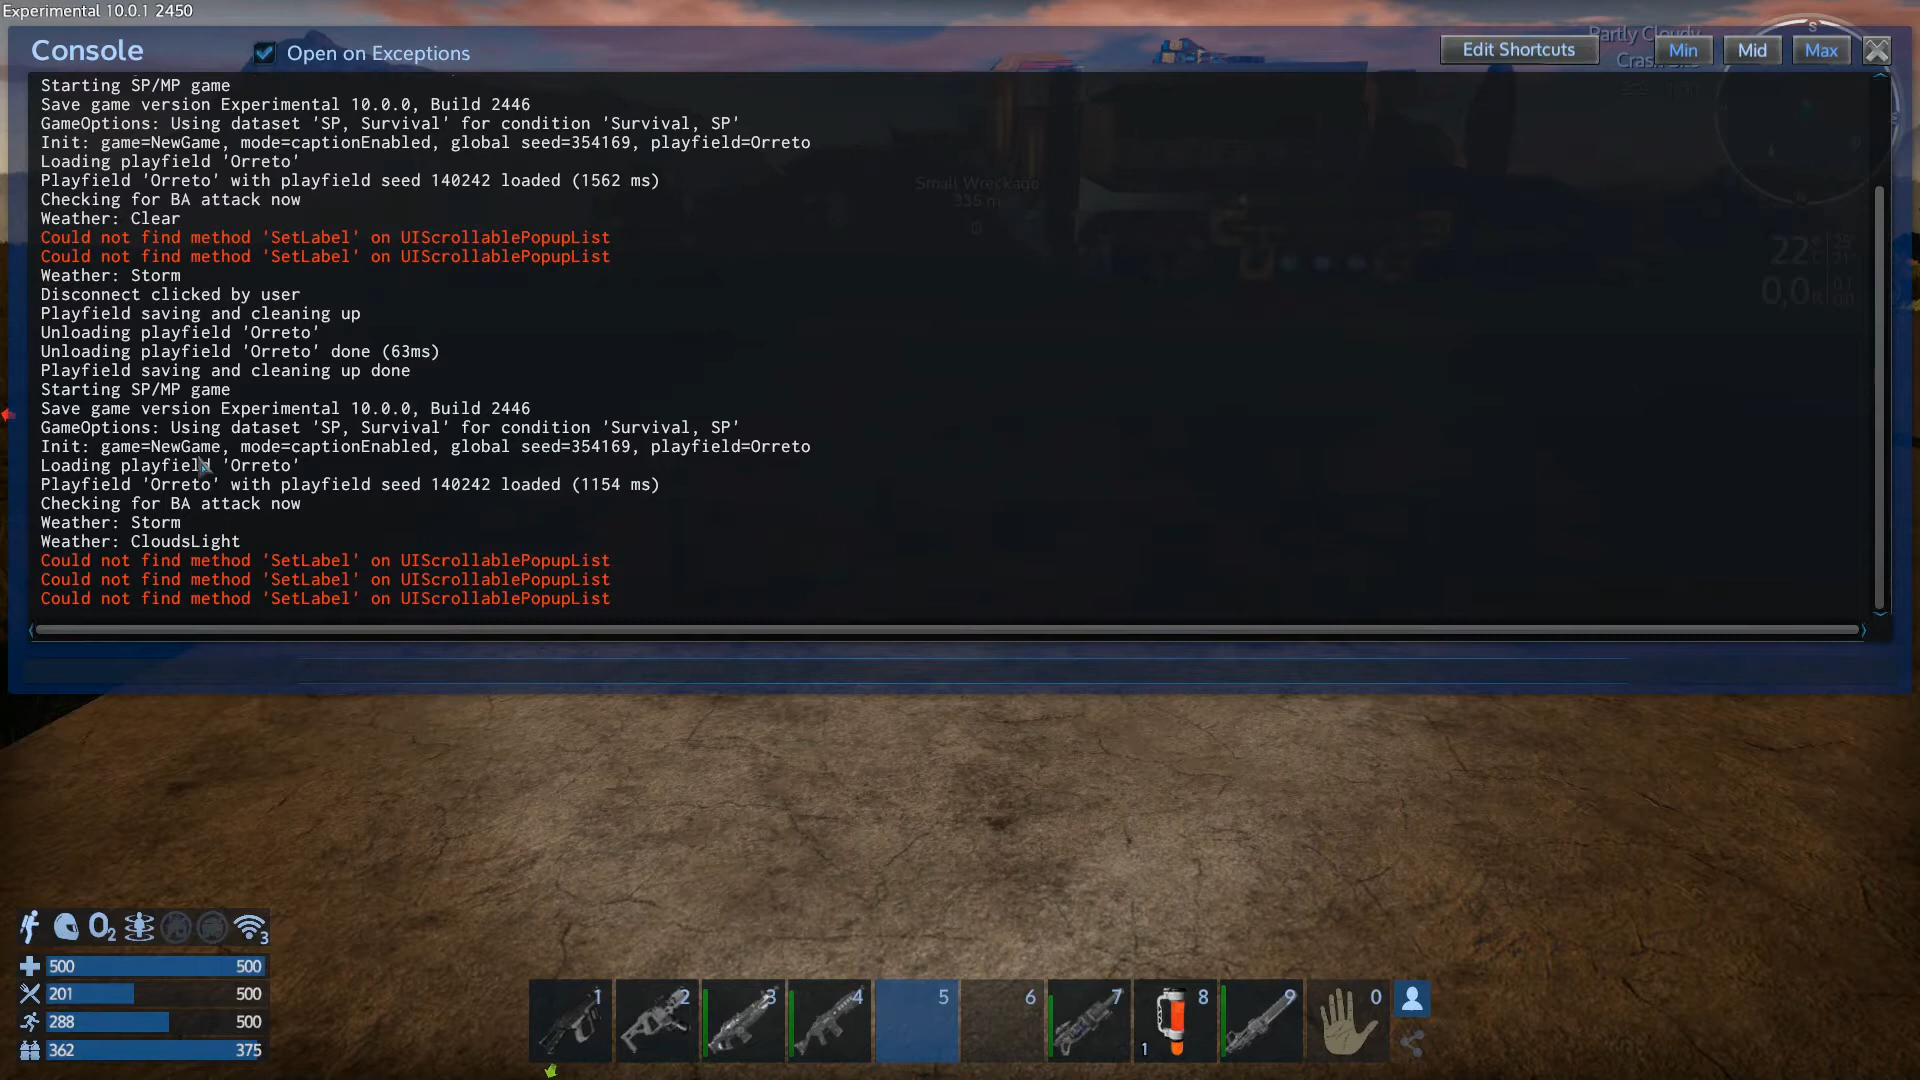 Experimental 10.0.1 2450
Console
Open on Exceptions
Edit Shortcuts
Partly Cloudy
Min
Mid
Max
S
Starting SP/MP game
Save game version Experimental 10.0.0, Build 2446
GameOptions: Using dataset 'SP, Survival' for condition 'Survival, SP'
Init: game=NewGame, mode=captionEnabled, global seed=354169, playfield=Orreto
Loading playfield 'Orreto'
Playfield 'Orreto' with playfield seed 140242 loaded (1562 ms)
Checking for BA attack now
Weather: Clear
Could not find method 'SetLabel' on UIScrollablePopupList
Could not find method 'SetLabel' on UIScrollablePopupList
Weather: Storm
Disconnect clicked by user
Playfield saving and cleaning up
Unloading playfield 'Orreto'
Unloading playfield 'Orreto' done (63ms)
Playfield saving and cleaning up done
Starting SP/MP game
Save game version Experimental 10.0.0, Build 2446
GameOptions: Using dataset 'SP, Survival' for condition 'Survival, SP'
Init: game=NewGame, mode=captionEnabled, global seed=354169, playfield=Orreto
Loading playfield 'Orreto'
Playfield 'Orreto' with playfield seed 140242 loaded (1154 ms)
Checking for BA attack now
Weather: Storm
Weather: CloudsLight
Could not find method 'SetLabel' on UIScrollablePopupList
Could not find method 'SetLabel' on UIScrollablePopupList
Could not find method 'SetLabel' on UIScrollablePopupList
Small Wreckage
335 m
22
0,0
O2
3
500 500
201 500
288 500
362 375
1 2 3 4 5 6 7 8 9 0
1